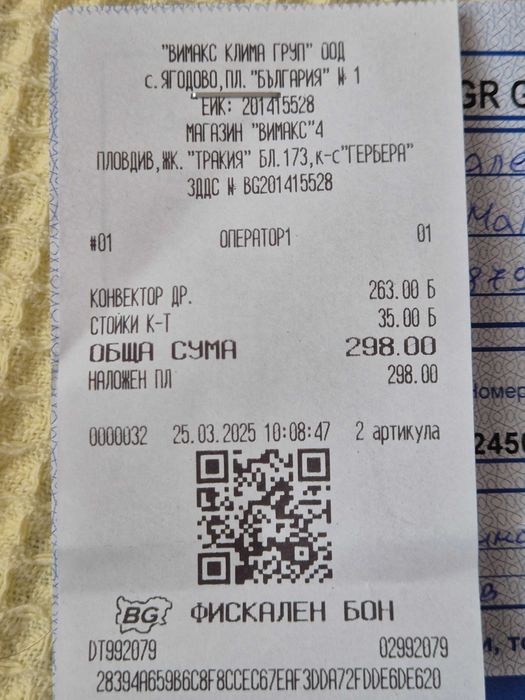 "ВИМАКС КЛИМА ГРУП" ООД
с. ЯГОДОВО,ПЛ. "БЪЛГАРИЯ" № 1
ЕИК: 201415528
МАГАЗИН "ВИМАКС"4
ПЛОВДИВ,ЖК. "ТРАКИЯ" БЛ.173,к-с"ГЕРБЕРА"
ЗДДС № BG201415528
#01 ОПЕРАТОР1 01
КОНВЕКТОР ДР. 263.00 Б
СТОЙКИ К-Т 35.00 Б
ОБЩА СУМА 298.00
НАЛОЖЕН ПЛ 298.00
0000032 25.03.2025 10:08:47 2 артикула
BG ФИСКАЛЕН БОН
DT992079 02992079
28394A659B6C8F8CCEC67EAF3DDA72FDDE6DE620